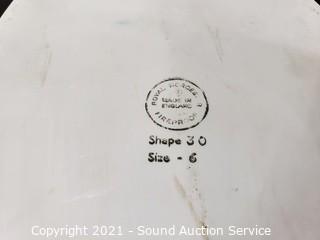 ROYAL WORCESTER
MADE IN
ENGLAND
FIREPROOF
Shape 30
Size - 6
Copyright 2021 - Sound Auction Service